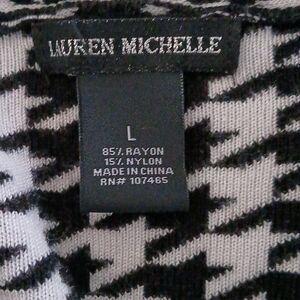 LAUREN MICHELLE
L
85% RAYON
15% NYLON
MADE IN CHINA
RN# 107465